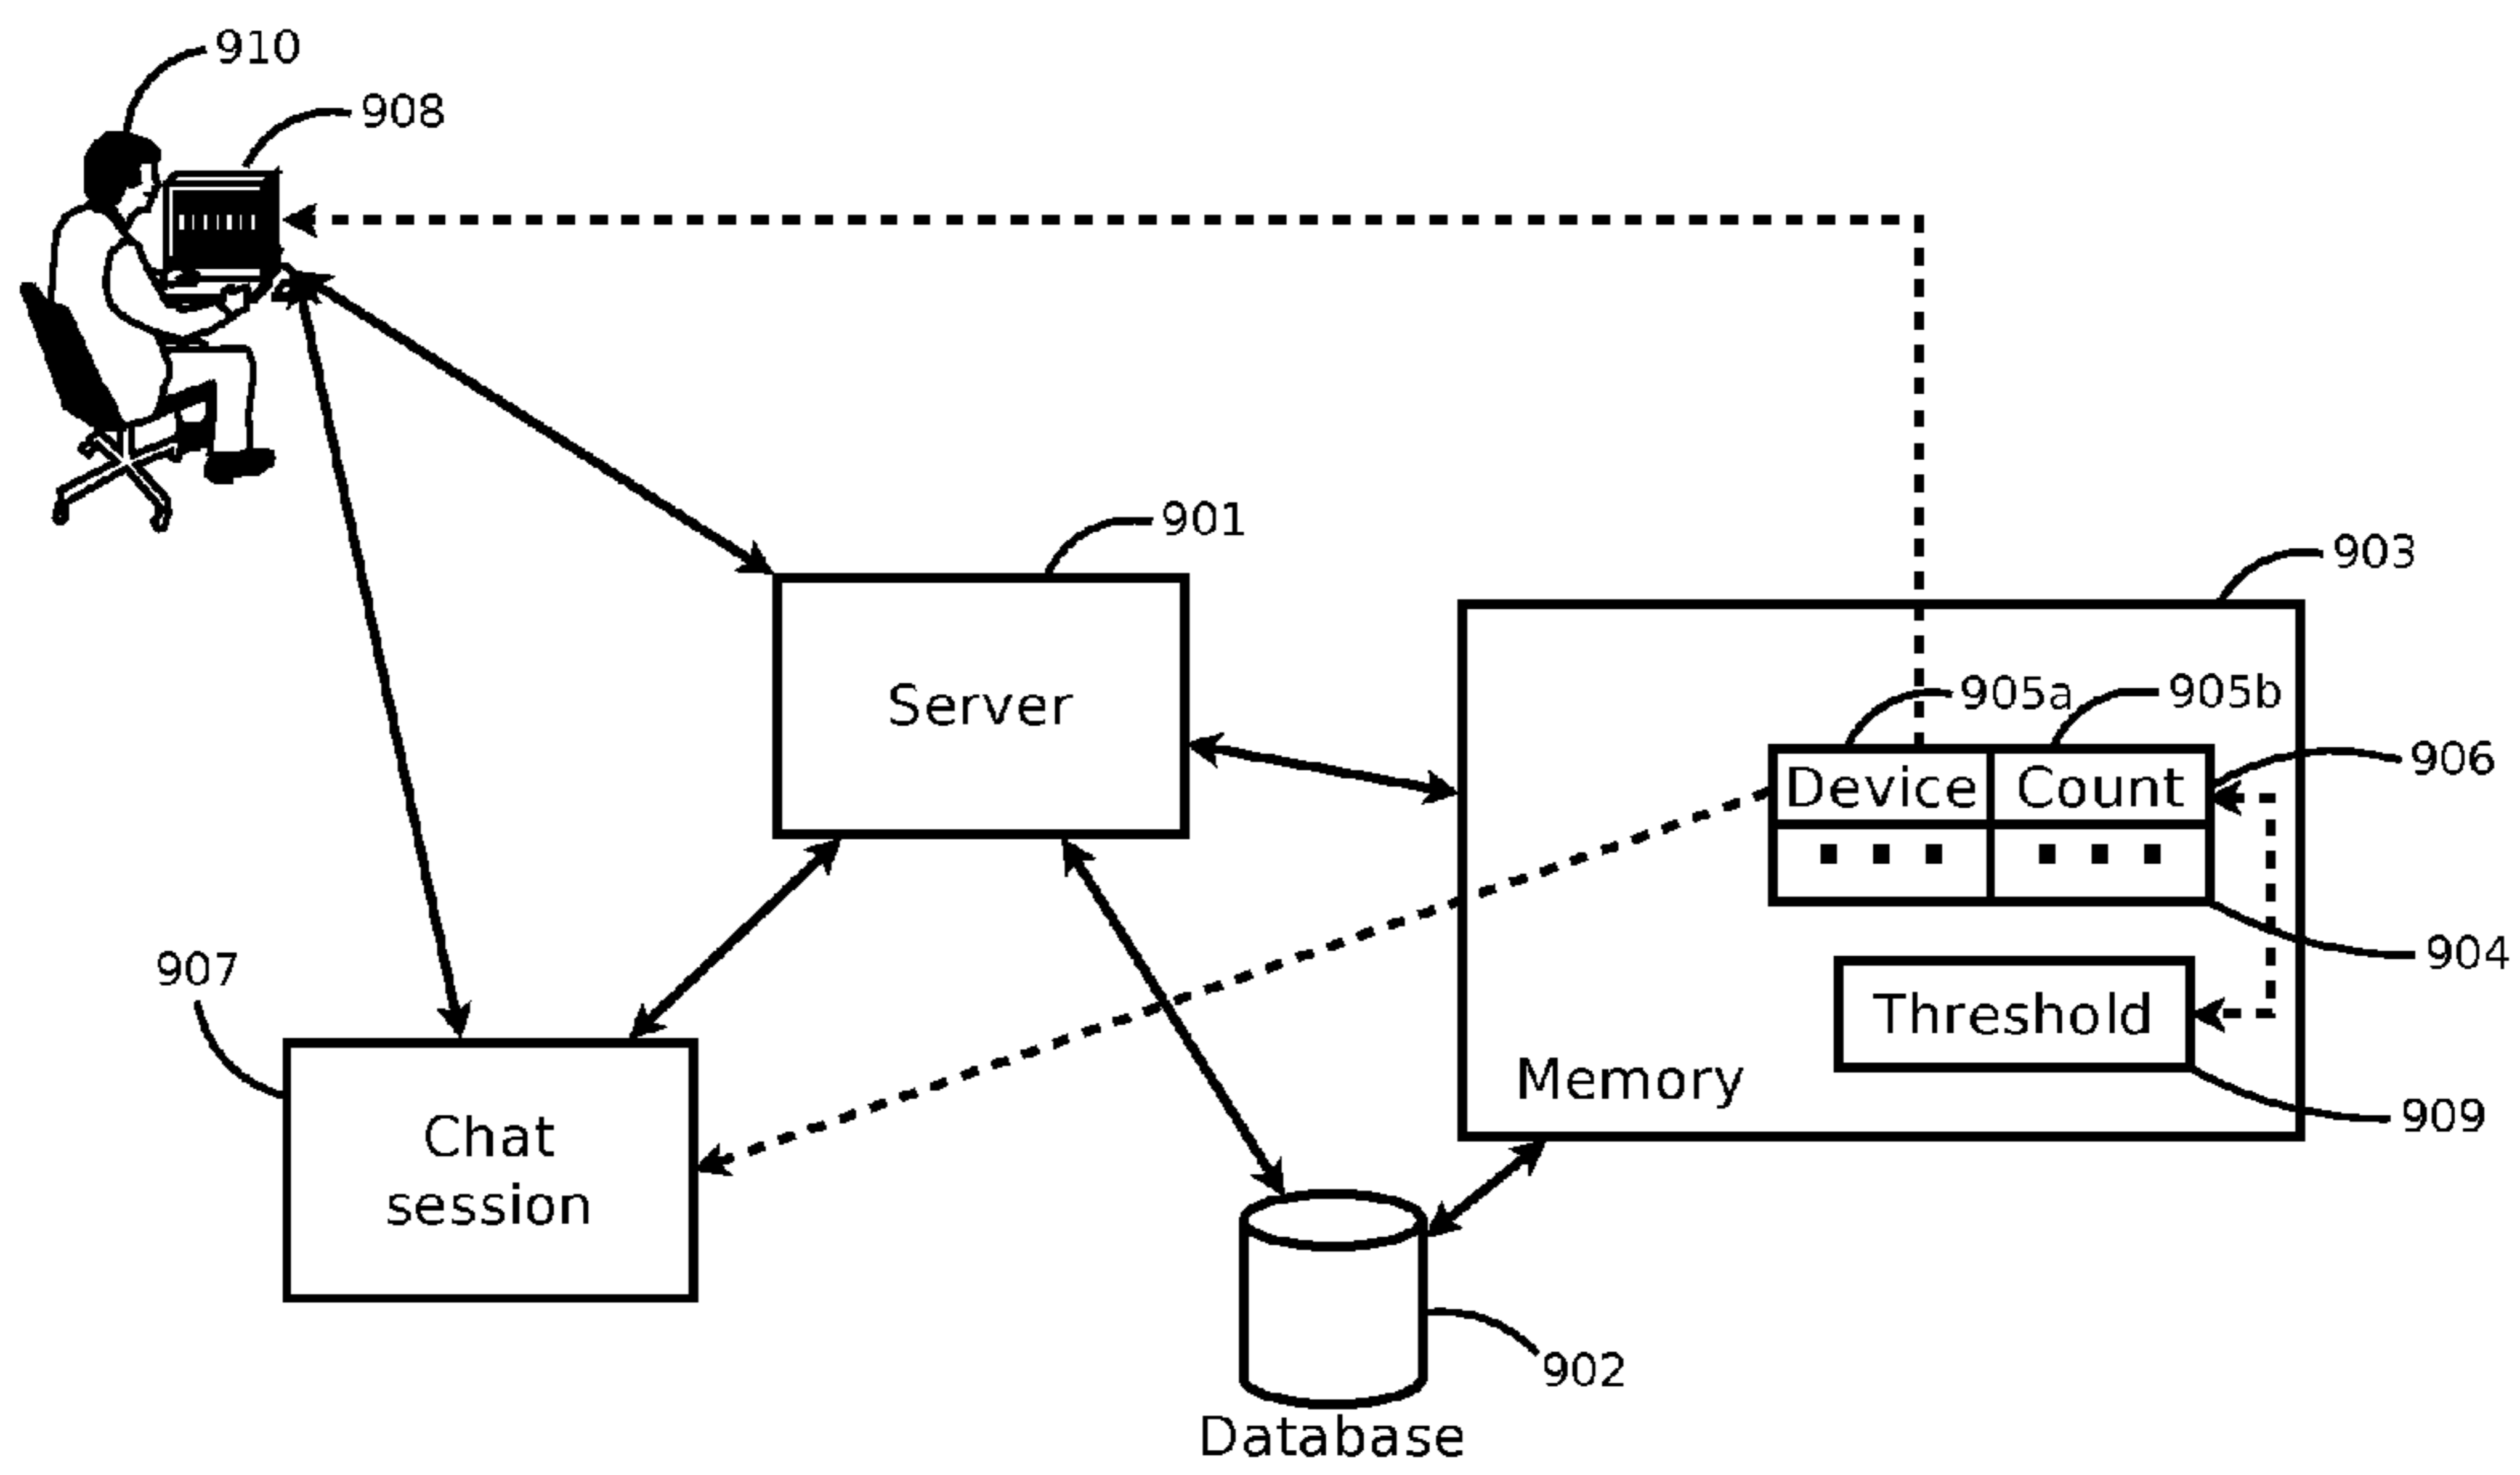 910
908
901
903
Server
905a
905b
906
Device
Count
904
907
Threshold
Memory
909
Chat
session
902
Database